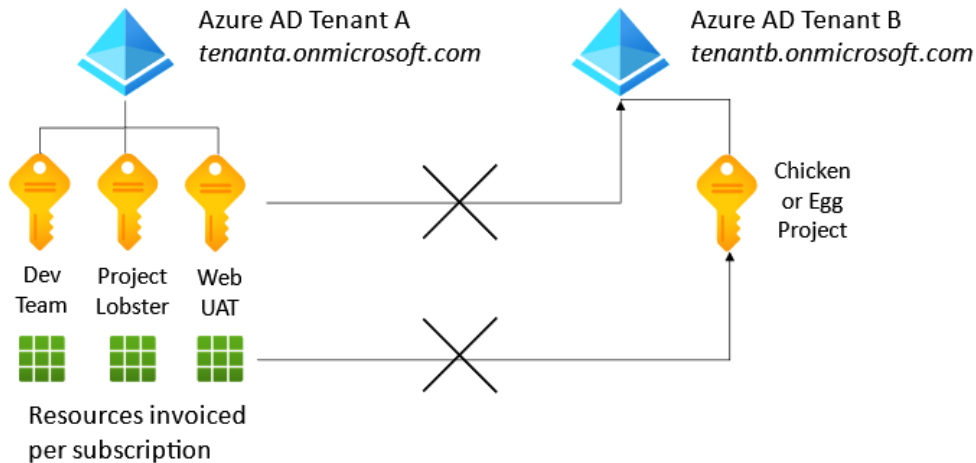 Azure AD Tenant A
tenanta.onmicrosoft.com
Azure AD Tenant B
tenantb.onmicrosoft.com
Dev
Team
Project
Lobster
Web
UAT
Chicken
or Egg
Project
Resources invoiced
per subscription